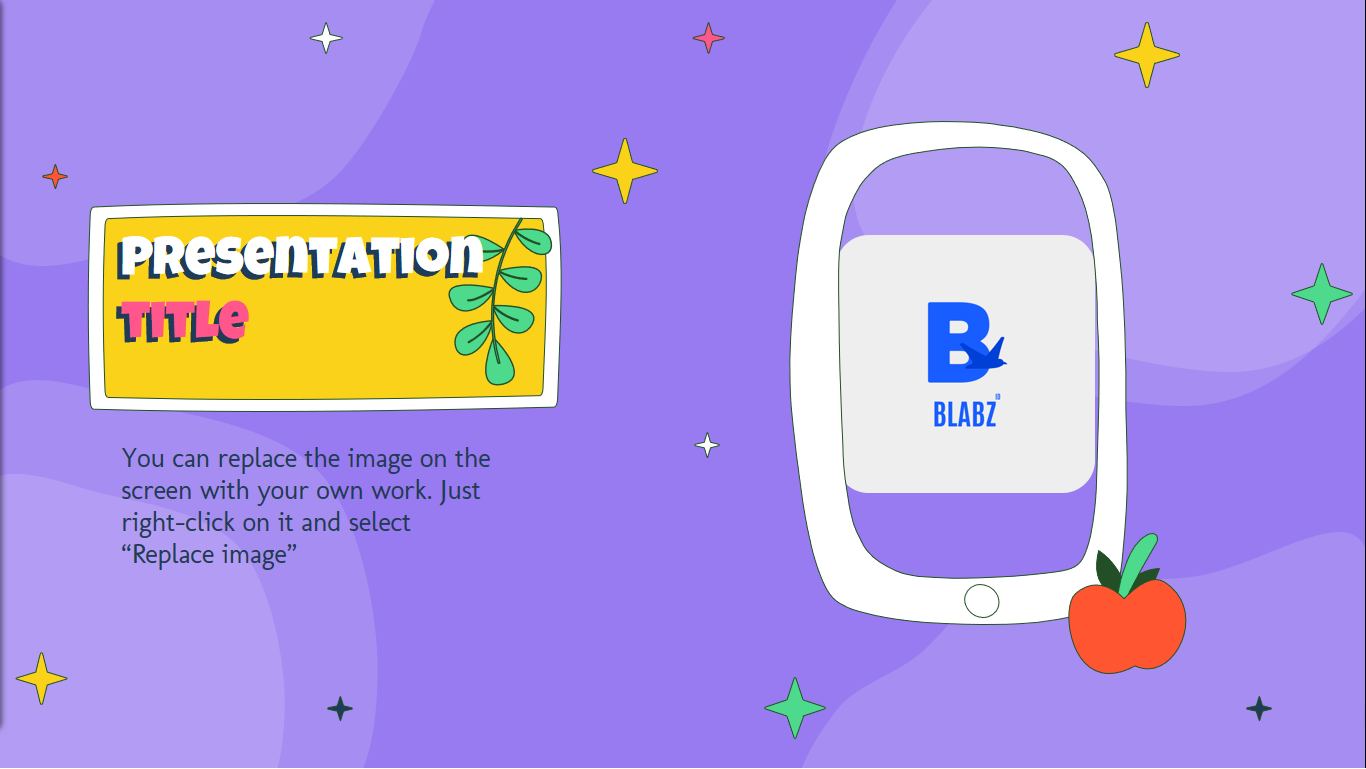 Presentation
Title
You can replace the image on the
screen with your own work. Just
right-click on it and select
“Replace image”
B
BLABZ